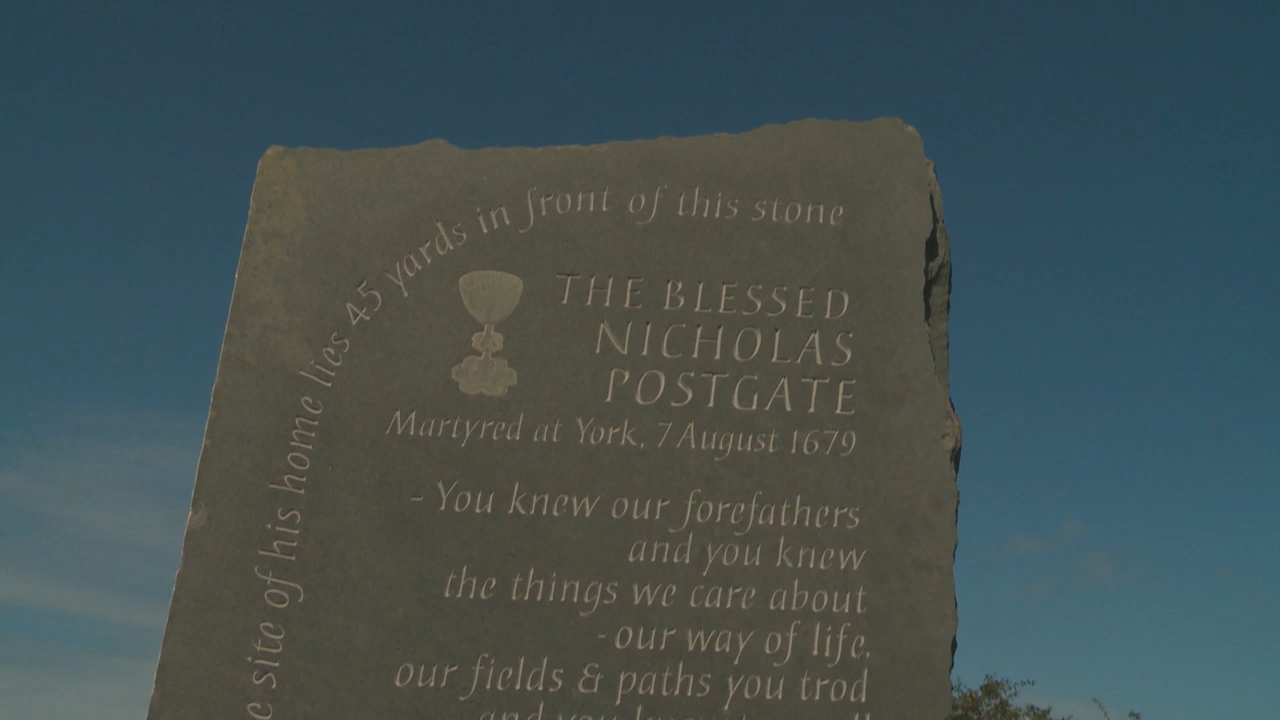 site of his home lies 45 yards in front of this stone
THE BLESSED
NICHOLAS
POSTGATE
Martyred at York, 7 August 1679
- You knew our forefathers
and you knew
the things we care about
- our way of life,
our fields & paths you trod
and you